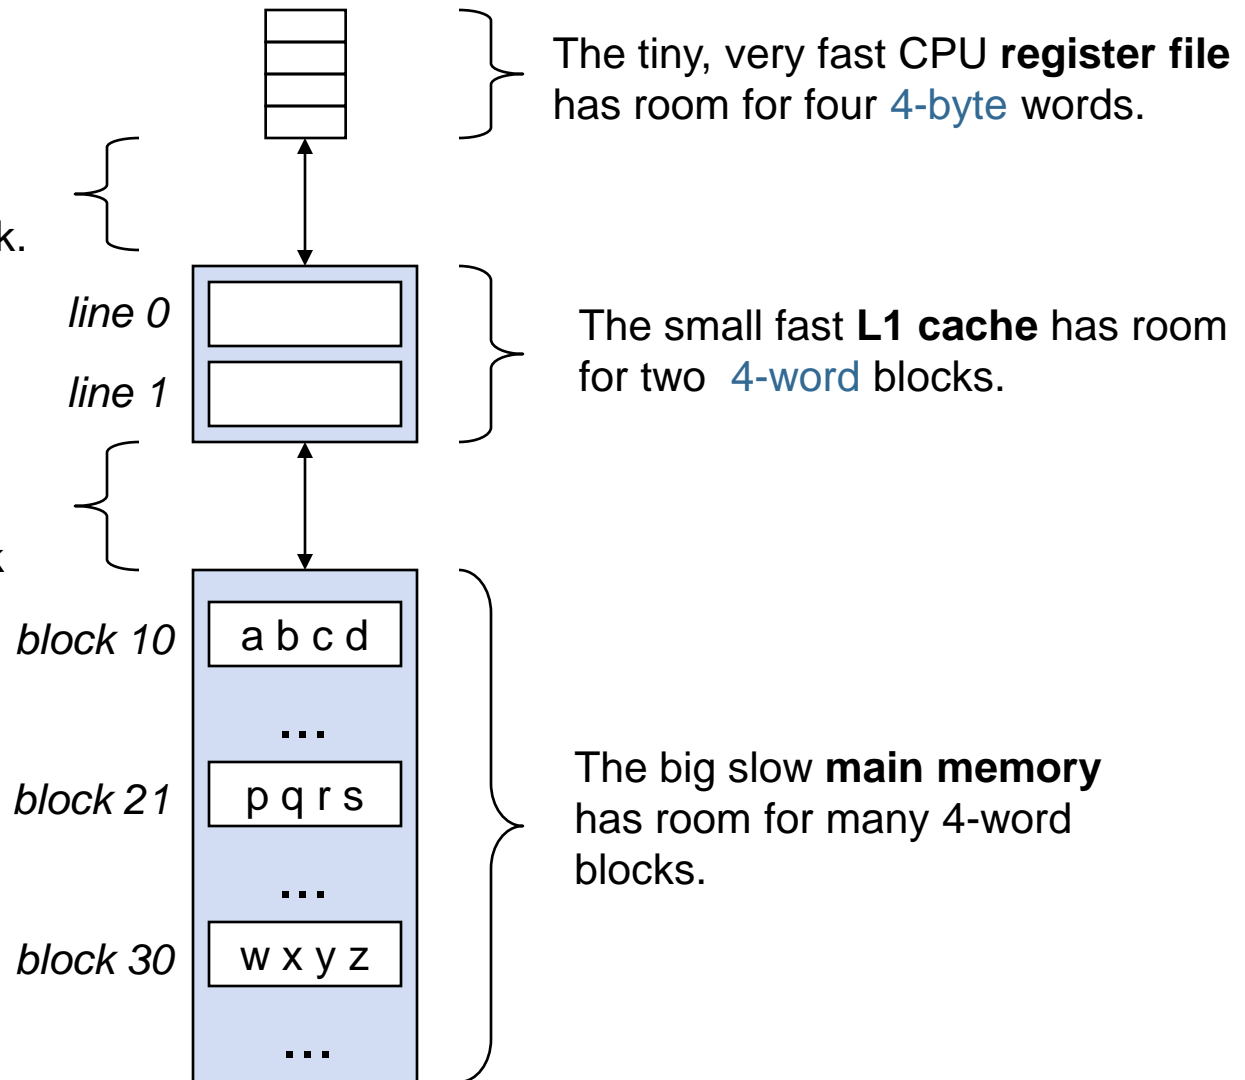 The tiny, very fast CPU register file
has room for four 4-byte words.
k.
line 0
line 1
The small fast L1 cache has room
for two 4-word blocks.
k
block 10
a b c d
...
block 21
p q r s
...
block 30
w x y z
...
The big slow main memory
has room for many 4-word
blocks.